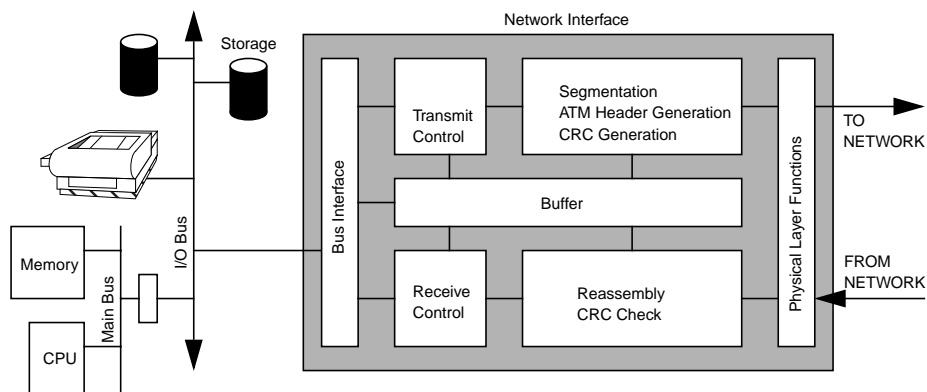 Network Interface
Storage
Segmentation
ATM Header Generation
CRC Generation
Transmit
Control
TO
NETWORK
Buffer
Bus Interface
Physical Layer Functions
I/O Bus
Main Bus
Memory
CPU
Receive
Control
Reassembly
CRC Check
FROM
NETWORK